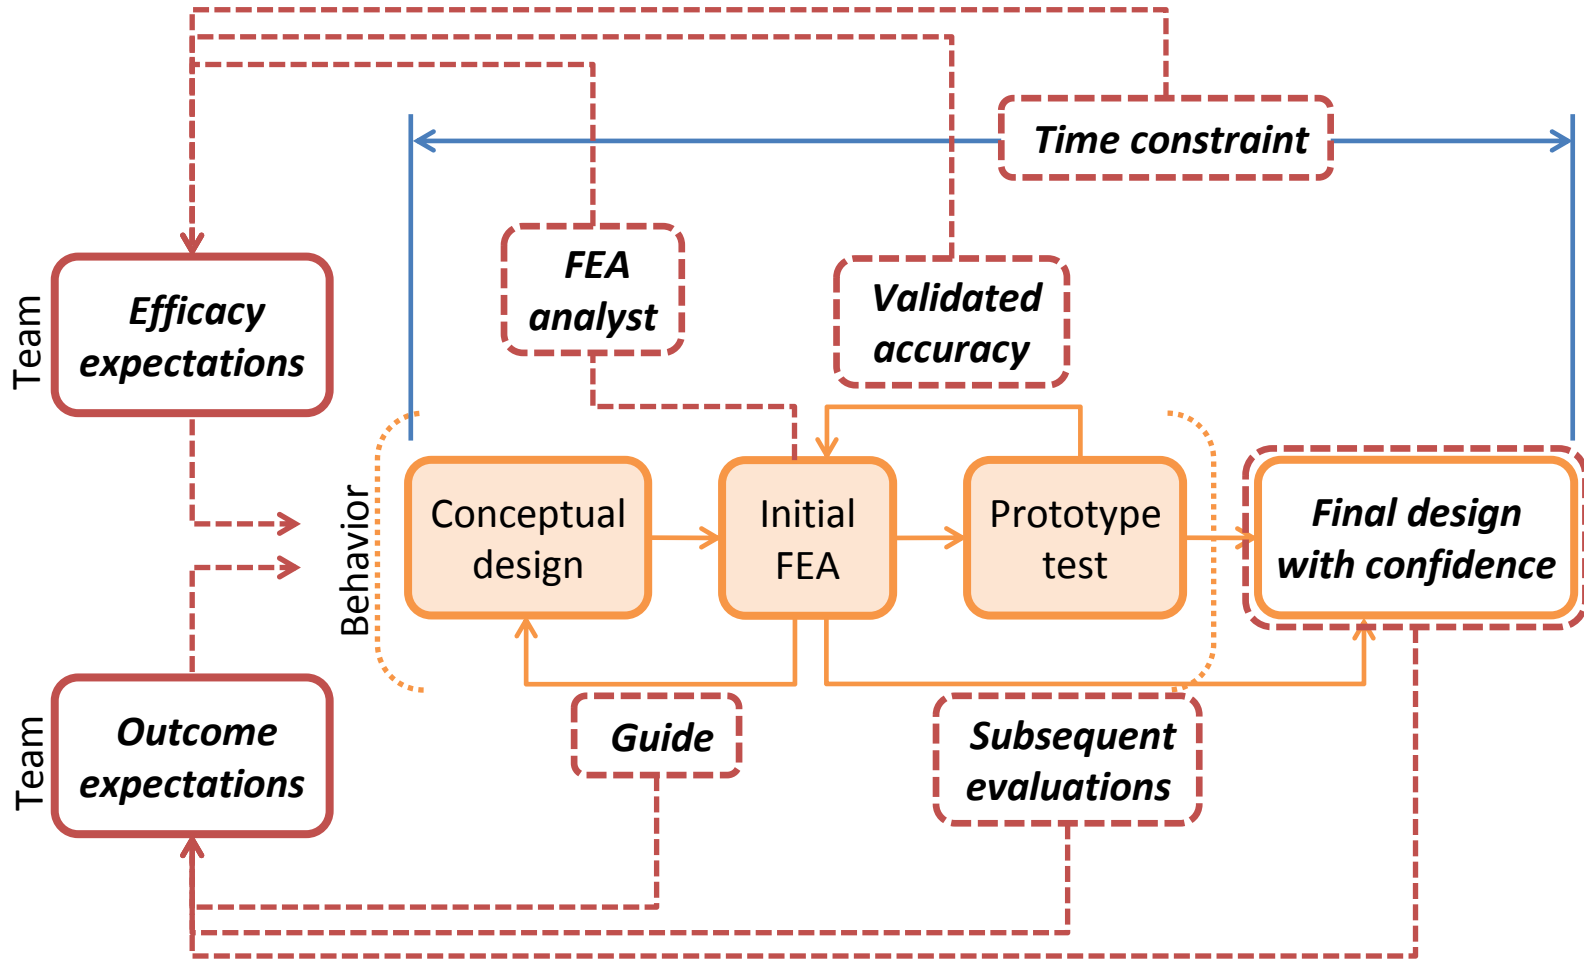 Time constraint
FEA
analyst
Validated
accuracy
Team
Efficacy
expectations
Behavior
Conceptual
design
Initial
FEA
Prototype
test
Final design
with confidence
Team
Outcome
expectations
Guide
Subsequent
evaluations